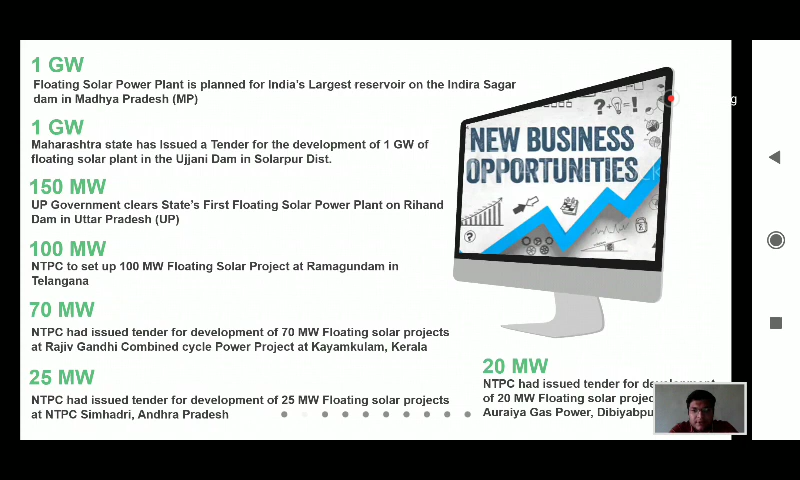 1 GW
Floating Solar Power Plant is planned for India's Largest reservoir on the Indira Sagar
dam in Madhya Pradesh (MP)
1 GW
Maharashtra state has Issued a Tender for the development of 1 GW of
floating solar plant in the Ujjani Dam in Solarpur Dist.
150 MW
UP Government clears State's First Floating Solar Power Plant on Rihand
Dam in Uttar Pradesh (UP)
100 MW
NTPC to set up 100 MW Floating Solar Project at Ramagundam in
Telangana
70 MW
NTPC had issued tender for development of 70 MW Floating solar projects
at Rajiv Gandhi Combined cycle Power Project at Kayamkulam, Kerala
25 MW
NTPC had issued tender for development of 25 MW Floating solar projects
at NTPC Simhadri, Andhra Pradesh
NEW BUSINESS
OPPORTUNITIES
20 MW
NTPC had issued tender for development
of 20 MW Floating solar
Auraiya Gas Power,